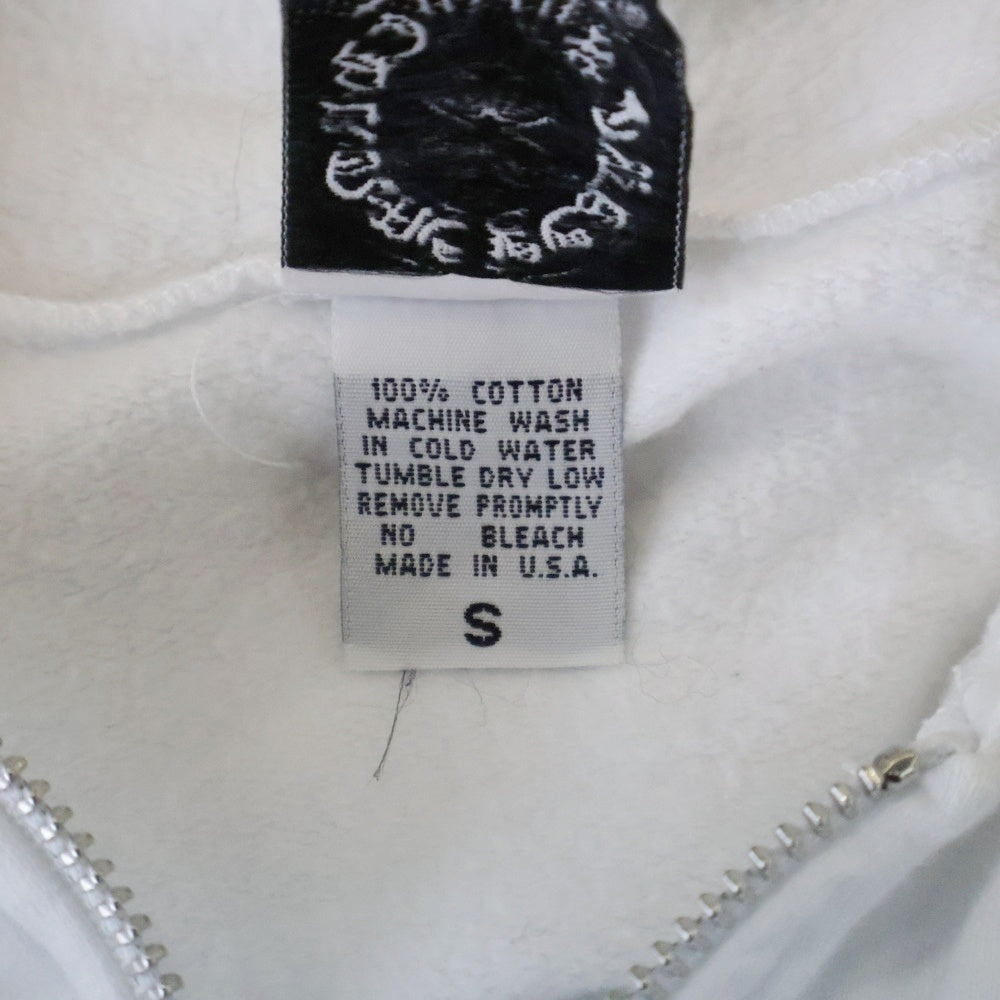 100% COTTON
MACHINE WASH
IN COLD WATER
TUMBLE DRY LOW
REMOVE PROMPTLY
NO BLEACH
MADE IN U.S.A.
S